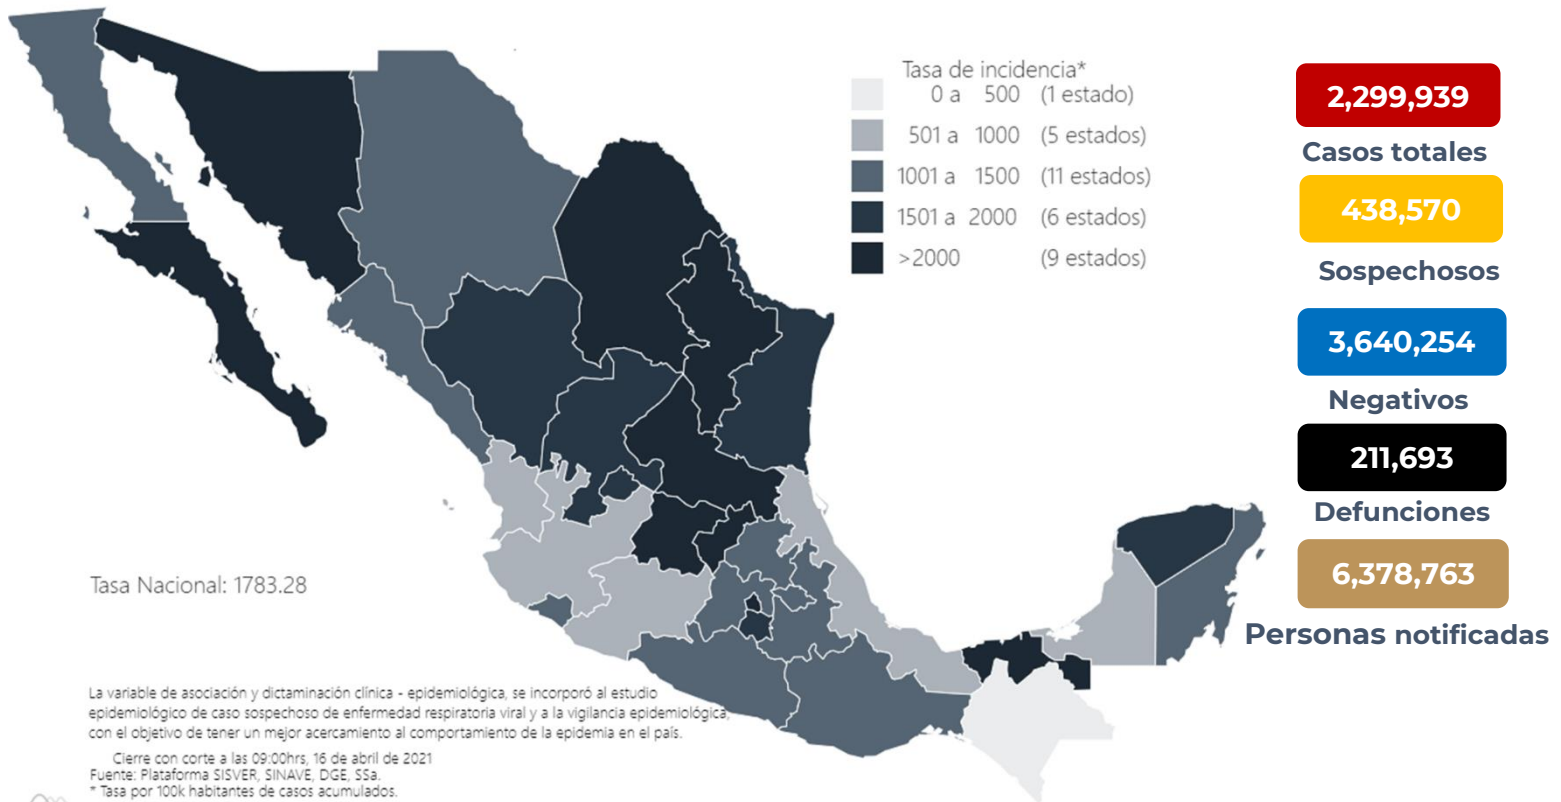 Tasa de incidencia*
0 a 500 (1 estado)
501 a 1000 (5 estados)
1001 a 1500 (11 estados)
1501 a 2000 (6 estados)
>2000 (9 estados)
2,299,939
Casos totales
438,570
Sospechosos
3,640,254
Negativos
211,693
Defunciones
6,378,763
Personas notificadas
Tasa Nacional: 1783.28
La variable de asociación y dictaminación clínica - epidemiológica, se incorporó al estudio
epidemiológico de caso sospechoso de enfermedad respiratoria viral y a la vigilancia epidemiológica,
con el objetivo de tener un mejor acercamiento al comportamiento de la epidemia en el país.
Cierre con corte a las 09:00hrs, 16 de abril de 2021
Fuente: Plataforma SISVER, SINAVE, DGE, SSa.
* Tasa por 100k habitantes de casos acumulados.